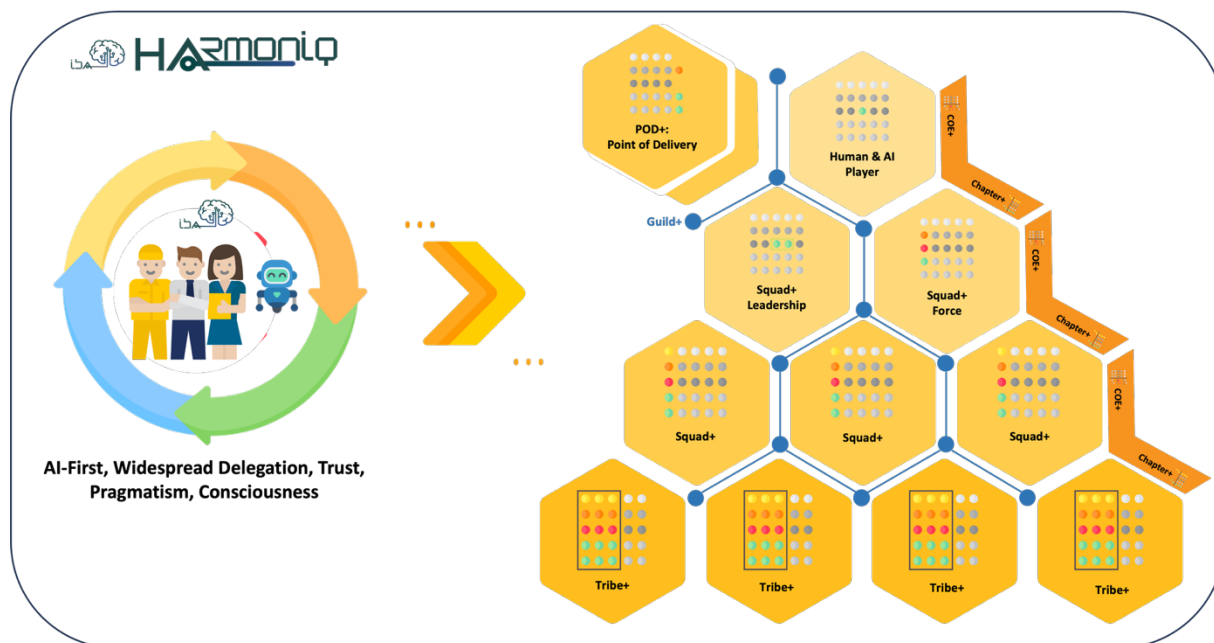 HARMONIQ
AI-First, Widespread Delegation, Trust,
Pragmatism, Consciousness
POD+:
Point of Delivery
Human & AI
Player
COE+
Chapter+
Guild+
Squad+
Leadership
Squad+
Force
COE+
Chapter+
Squad+
Squad+
Squad+
COE+
Chapter+
Tribe+
Tribe+
Tribe+
Tribe+